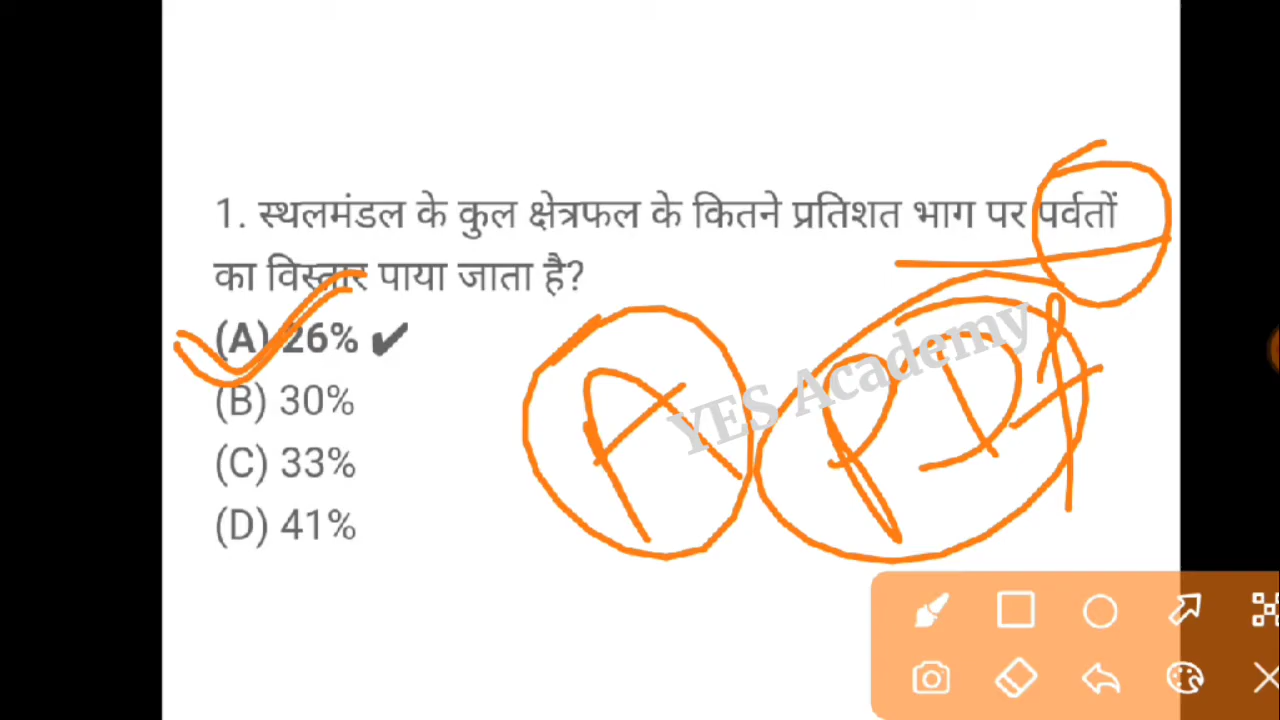 1. स्थलमंडल के कुल क्षेत्रफल के कितने प्रतिशत भाग पर पर्वतों
का विस्तार पाया जाता है?
(A) 26% ✔
(B) 30%
(C) 33%
(D) 41%
A
YES Academy